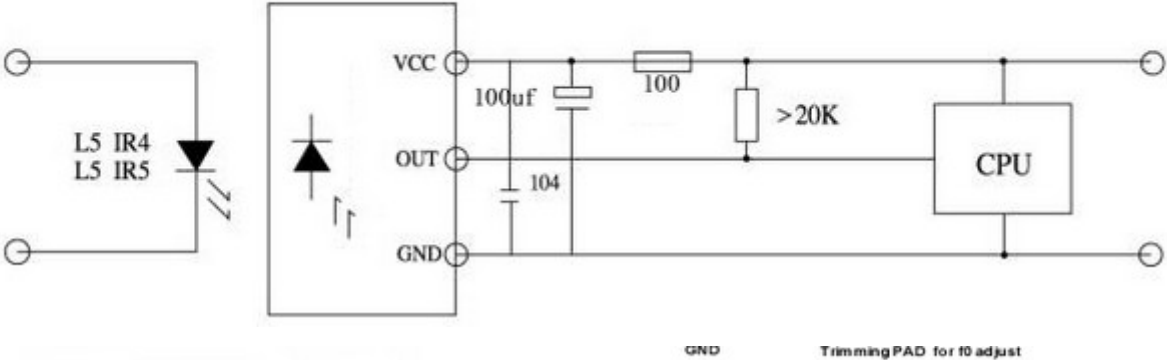 VCC
100uf
100
>20K
L5 IR4
L5 IR5
OUT
CPU
104
GND
GND
Trimming PAD for f0 adjust